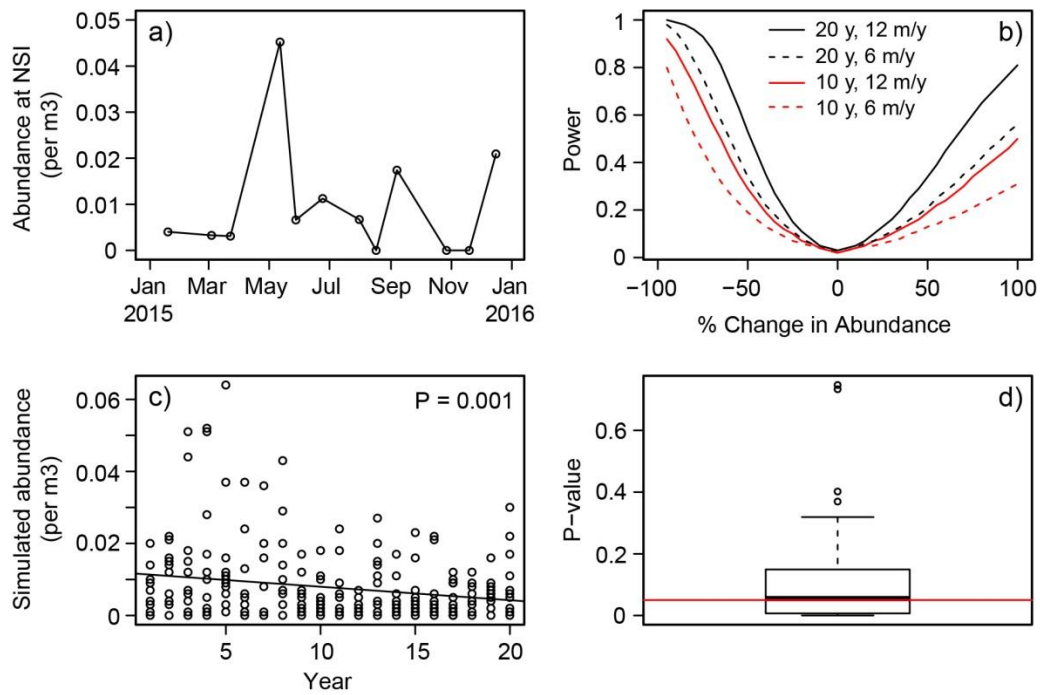 a)
Abundance at NSI
(per m3)
0.05
0.04
0.03
0.02
0.01
0
Jan Mar May Jul Sep Nov Jan
2015 2016
b)
Power
1
0.8
0.6
0.4
0.2
0
20 y, 12 m/y
20 y, 6 m/y
10 y, 12 m/y
10 y, 6 m/y
−100 −50 0 50 100
% Change in Abundance
c)
P = 0.001
Simulated abundance
(per m3)
0.06
0.04
0.02
0
5 10 15 20
Year
d)
P−value
0.6
0.4
0.2
0